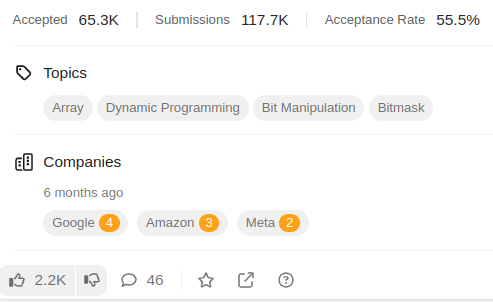 Accepted 65.3K Submissions 117.7K Acceptance Rate 55.5%
Topics
Array Dynamic Programming Bit Manipulation Bitmask
Companies
6 months ago
Google 4 Amazon 3 Meta 2
2.2K 46